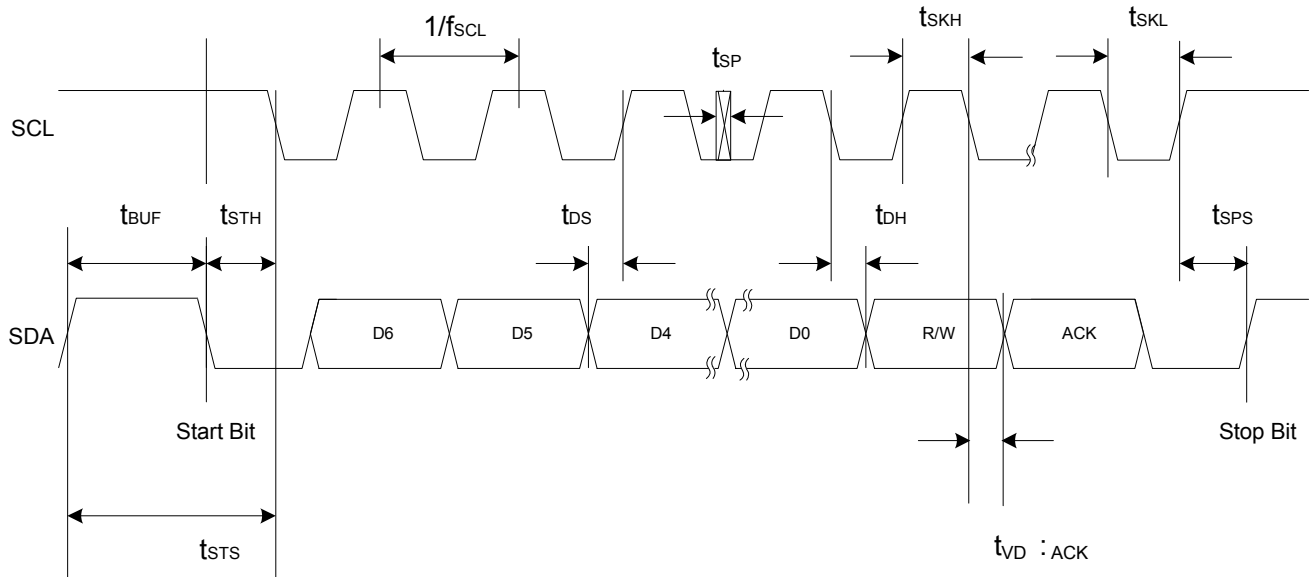 1/fSCL
tSP
tSKH
tSKL
SCL
tBUF
tSTH
tDS
tDH
tSPS
SDA
D6
D5
D4
D0
R/W
ACK
Start Bit
Stop Bit
tSTS
tVD : ACK